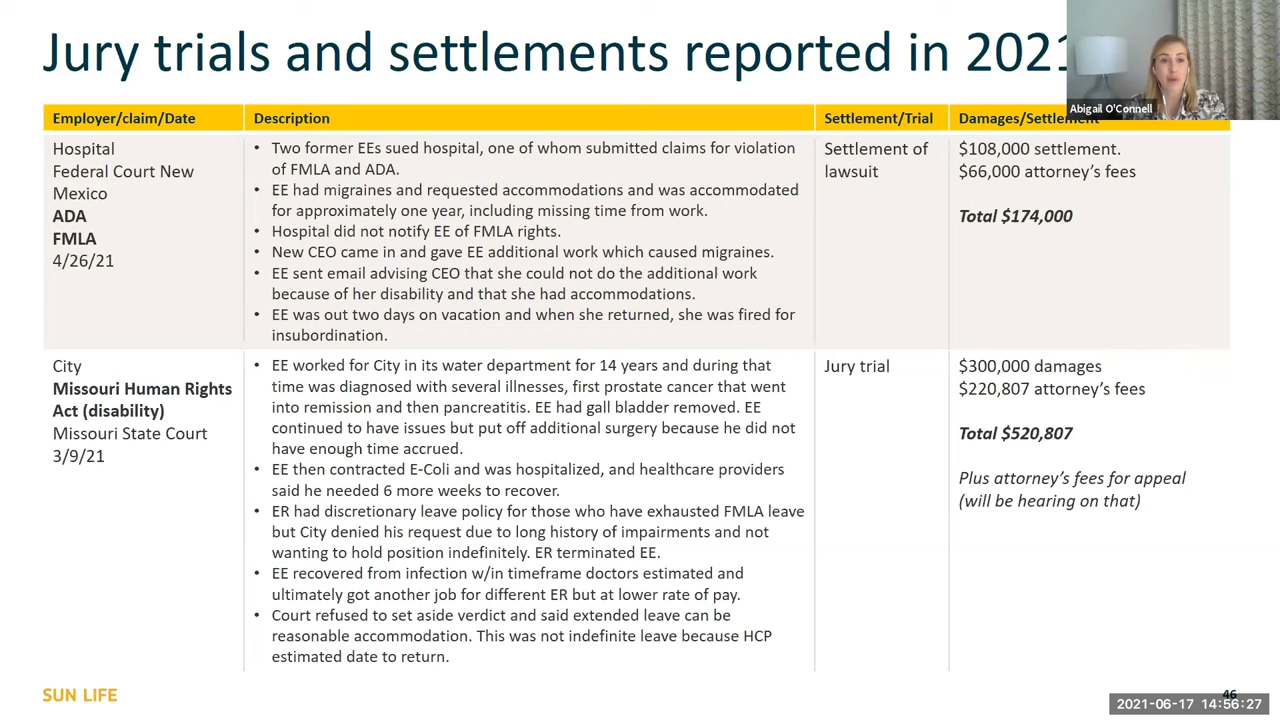 Jury trials and settlements reported in 2021
Abigail O'Connell
Employer/claim/Date
Description
Settlement/Trial
Damages/Settlement
Hospital
Federal Court New
Mexico
ADA
FMLA
4/26/21
• Two former EEs sued hospital, one of whom submitted claims for violation
of FMLA and ADA.
• EE had migraines and requested accommodations and was accommodated
for approximately one year, including missing time from work.
• Hospital did not notify EE of FMLA rights.
• New CEO came in and gave EE additional work which caused migraines.
• EE sent email advising CEO that she could not do the additional work
because of her disability and that she had accommodations.
• EE was out two days on vacation and when she returned, she was fired for
insubordination.
Settlement of
lawsuit
$108,000 settlement.
$66,000 attorney's fees
Total $174,000
City
Missouri Human Rights
Act (disability)
Missouri State Court
3/9/21
• EE worked for City in its water department for 14 years and during that
time was diagnosed with several illnesses, first prostate cancer that went
into remission and then pancreatitis. EE had gall bladder removed. EE
continued to have issues but put off additional surgery because he did not
have enough time accrued.
• EE then contracted E-Coli and was hospitalized, and healthcare providers
said he needed 6 more weeks to recover.
• ER had discretionary leave policy for those who have exhausted FMLA leave
but City denied his request due to long history of impairments and not
wanting to hold position indefinitely. ER terminated EE.
• EE recovered from infection w/in timeframe doctors estimated and
ultimately got another job for different ER but at lower rate of pay.
• Court refused to set aside verdict and said extended leave can be
reasonable accommodation. This was not indefinite leave because HCP
estimated date to return.
Jury trial
$300,000 damages
$220,807 attorney's fees
Total $520,807
Plus attorney's fees for appeal
(will be hearing on that)
SUN LIFE
46
2021-06-17 14:56:27